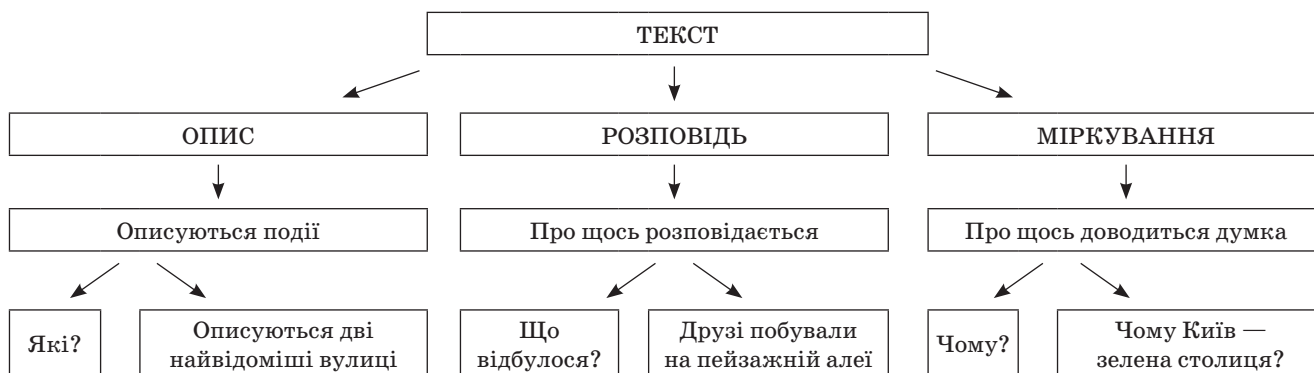 ТЕКСТ
ОПИС
РОЗПОВІДЬ
МІРКУВАННЯ
Описуються події
Про щось розповідається
Про щось доводиться думка
Які?
Описуються дві
найвідоміші вулиці
Що
відбулося?
Друзі побували
на пейзажній алеї
Чому?
Чому Київ —
зелена столиця?